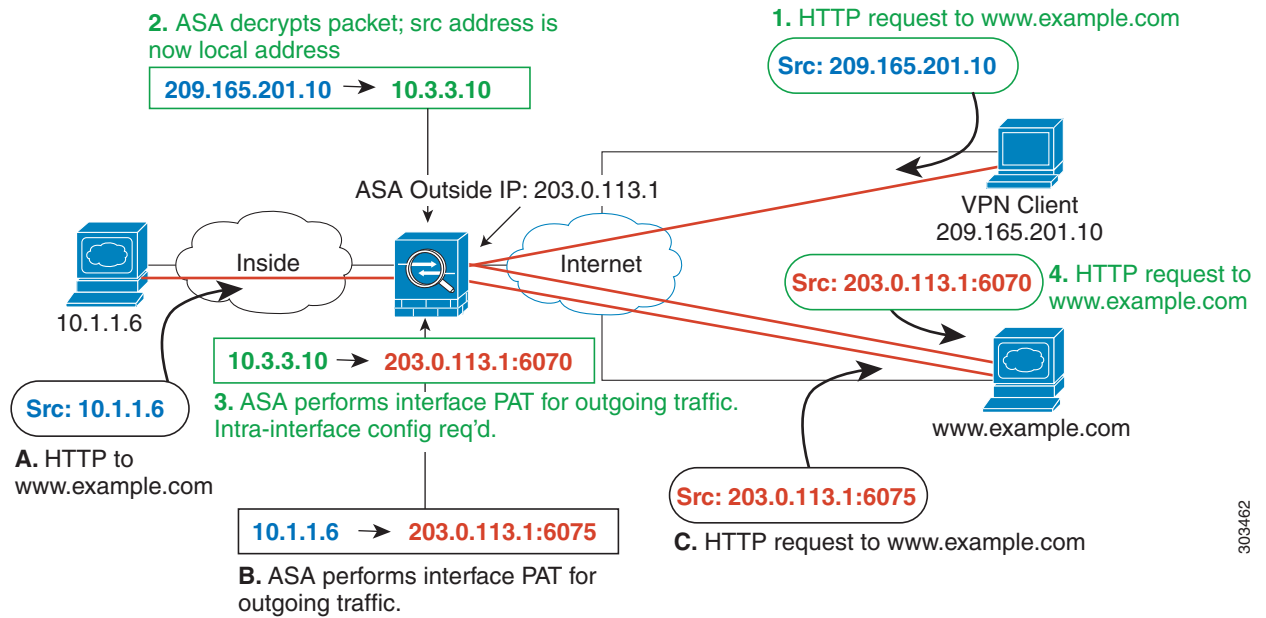 2. ASA decrypts packet; src address is
now local address
209.165.201.10 → 10.3.3.10
1. HTTP request to www.example.com
Src: 209.165.201.10
ASA Outside IP: 203.0.113.1
VPN Client
209.165.201.10
Inside
Internet
10.1.1.6
Src: 203.0.113.1:6070
4. HTTP request to
www.example.com
10.3.3.10 → 203.0.113.1:6070
3. ASA performs interface PAT for outgoing traffic.
Intra-interface config req'd.
Src: 10.1.1.6
A. HTTP to
www.example.com
www.example.com
Src: 203.0.113.1:6075
C. HTTP request to www.example.com
10.1.1.6 → 203.0.113.1:6075
B. ASA performs interface PAT for
outgoing traffic.
303462